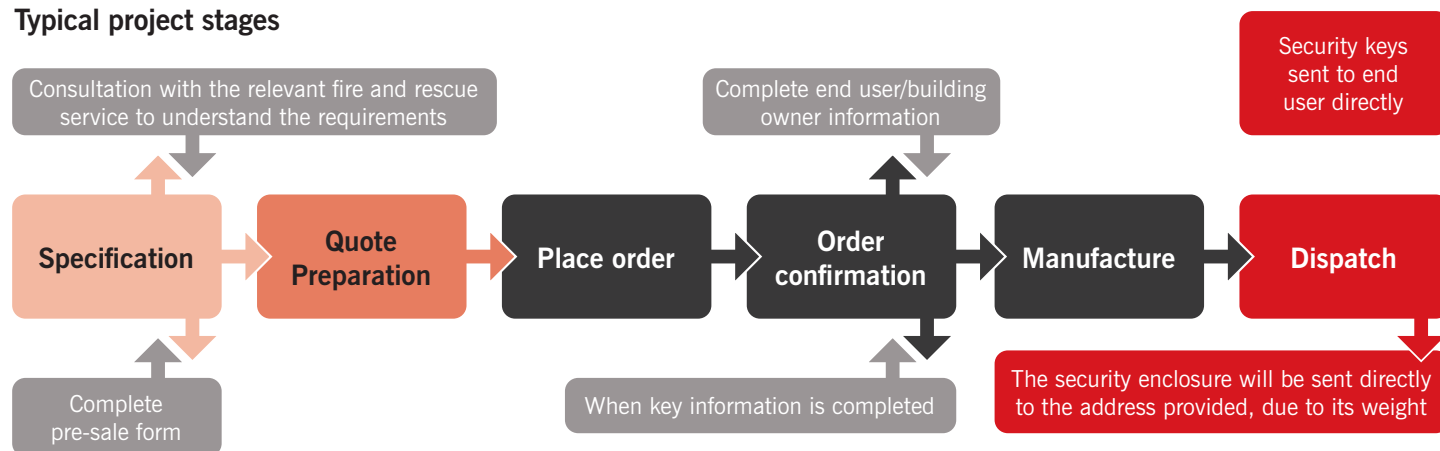 Typical project stages
Security keys
sent to end
user directly
Consultation with the relevant fire and rescue
service to understand the requirements
Complete end user/building
owner information
Specification
Quote
Preparation
Place order
Order
confirmation
Manufacture
Dispatch
Complete
pre-sale form
When key information is completed
The security enclosure will be sent directly
to the address provided, due to its weight